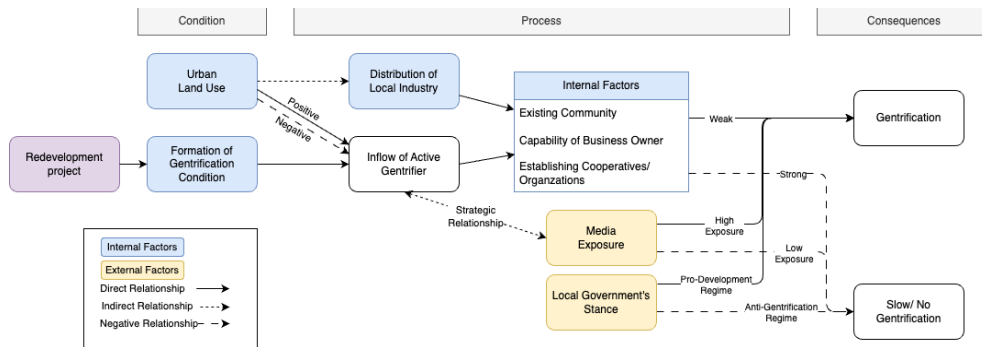 Condition
Process
Consequences
Urban
Land Use
Distribution of
Local Industry
Internal Factors
Existing Community
Capability of Business Owner
Establishing Cooperatives/
Organzations
Positive
Negative
Weak
Gentrification
Redevelopment
project
Formation of
Gentrification
Condition
Inflow of Active
Gentrifier
Strong
Strategic
Relationship
Media
Exposure
High
Exposure
Low
Exposure
Internal Factors
External Factors
Direct Relationship
Indirect Relationship
Negative Relationship
Local Government's
Stance
Pro-Development
Regime
Anti-Gentrification
Regime
Slow/ No
Gentrification